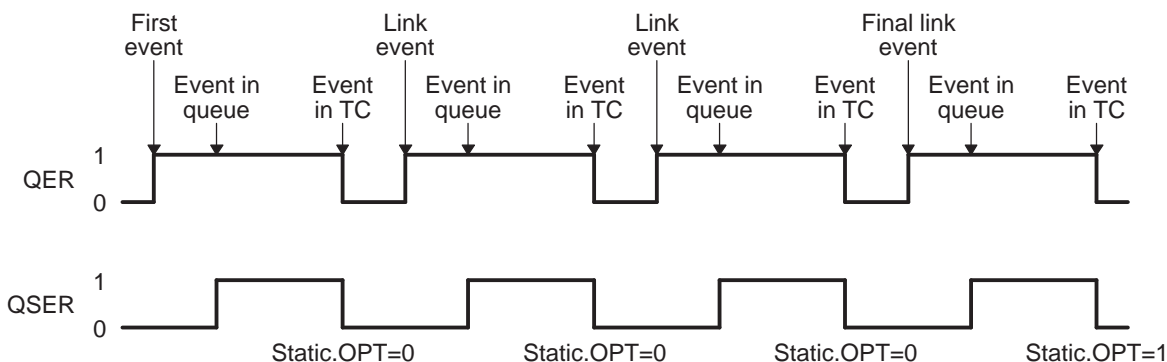 First
event
Link
event
Link
event
Final link
event
Event in
queue
Event
in TC
Event in
queue
Event
in TC
Event in
queue
Event
in TC
Event in
queue
Event
in TC
QER
1
0
QSER
1
0
Static.OPT=0
Static.OPT=0
Static.OPT=0
Static.OPT=1